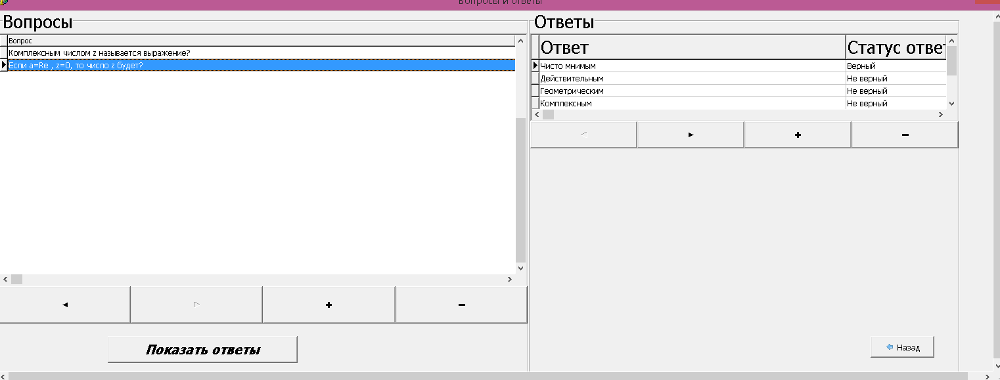 Вопросы и ответы
Вопросы
Вопрос
Комплексным числом z называется выражение?
Если a=Re , z=0, то число z будет?
Показать ответы
Ответы
Ответ Статус отве
Чисто мнимым Верный
Действительным Не верный
Геометрическим Не верный
Комплексным Не верный
Назад